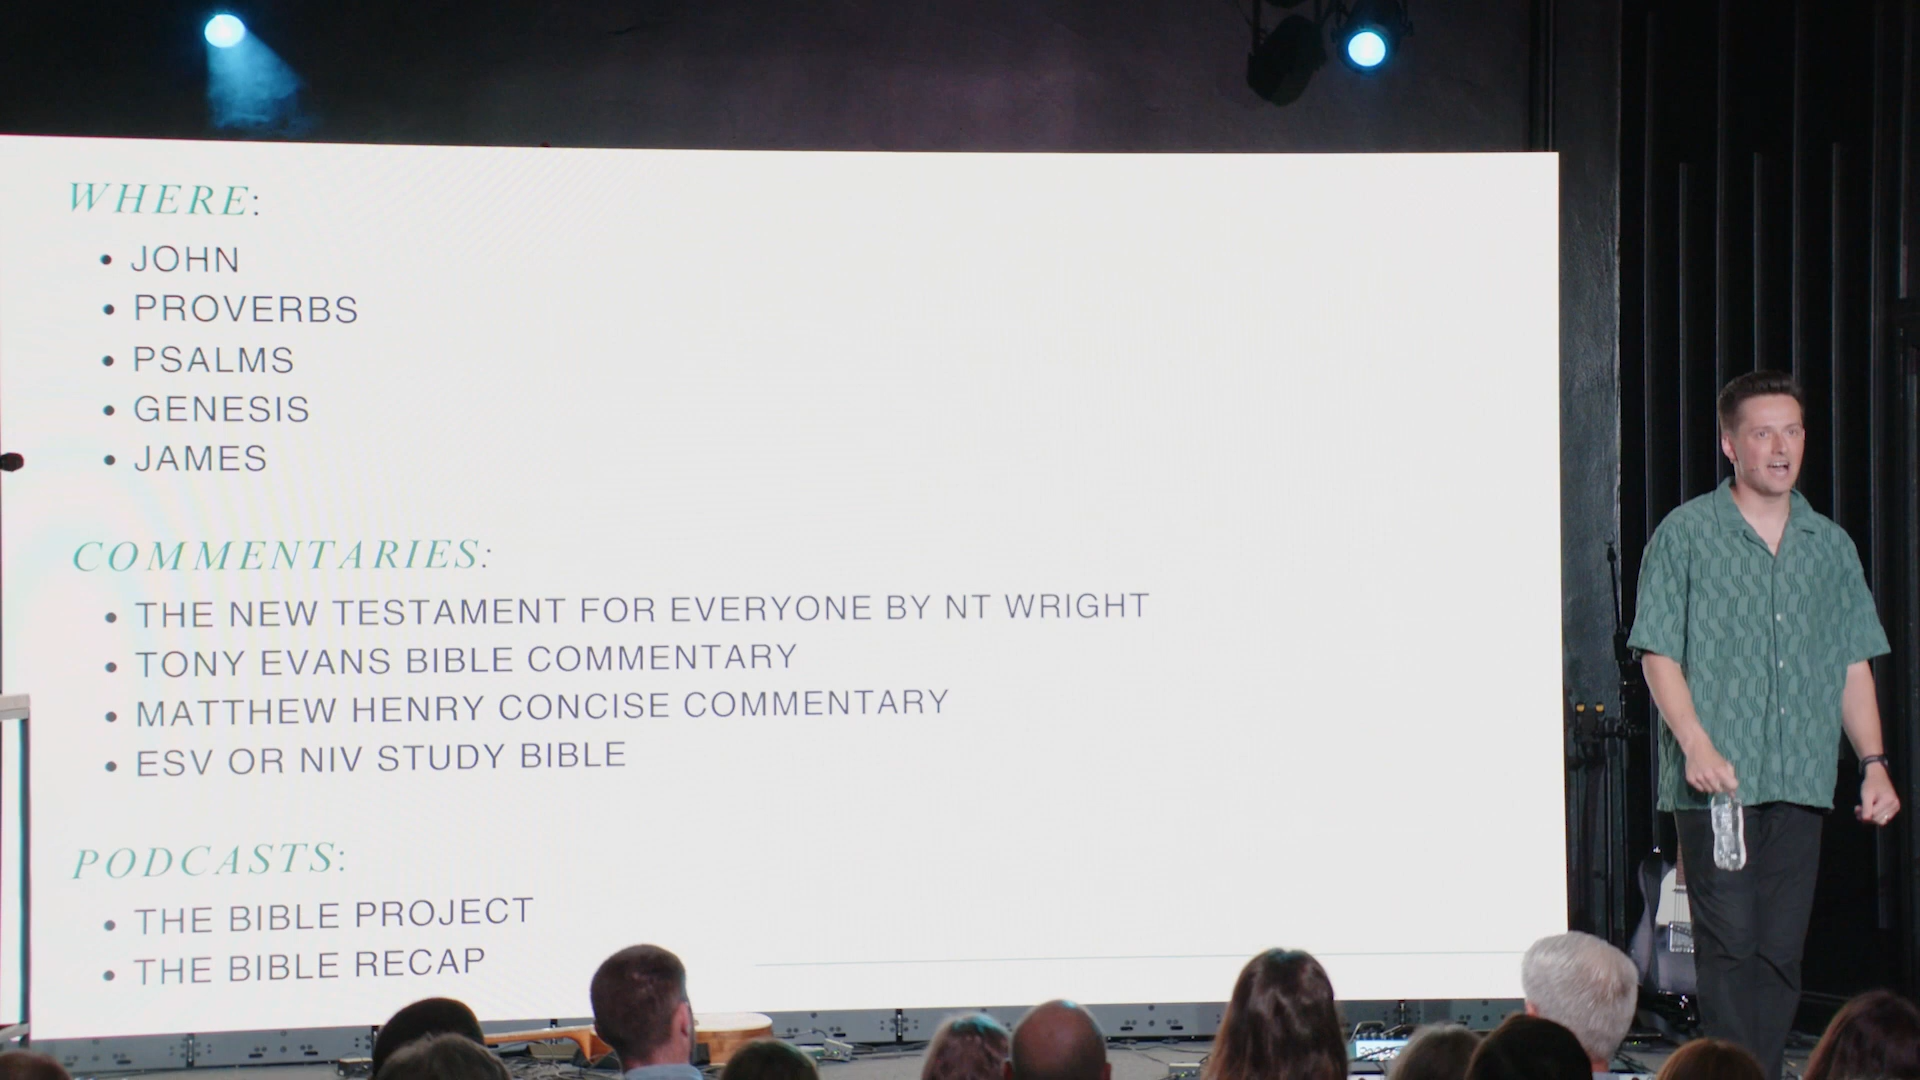 WHERE:
• JOHN
• PROVERBS
• PSALMS
• GENESIS
• JAMES
COMMENTARIES:
• THE NEW TESTAMENT FOR EVERYONE BY NT WRIGHT
• TONY EVANS BIBLE COMMENTARY
• MATTHEW HENRY CONCISE COMMENTARY
• ESV OR NIV STUDY BIBLE
PODCASTS:
• THE BIBLE PROJECT
• THE BIBLE RECAP